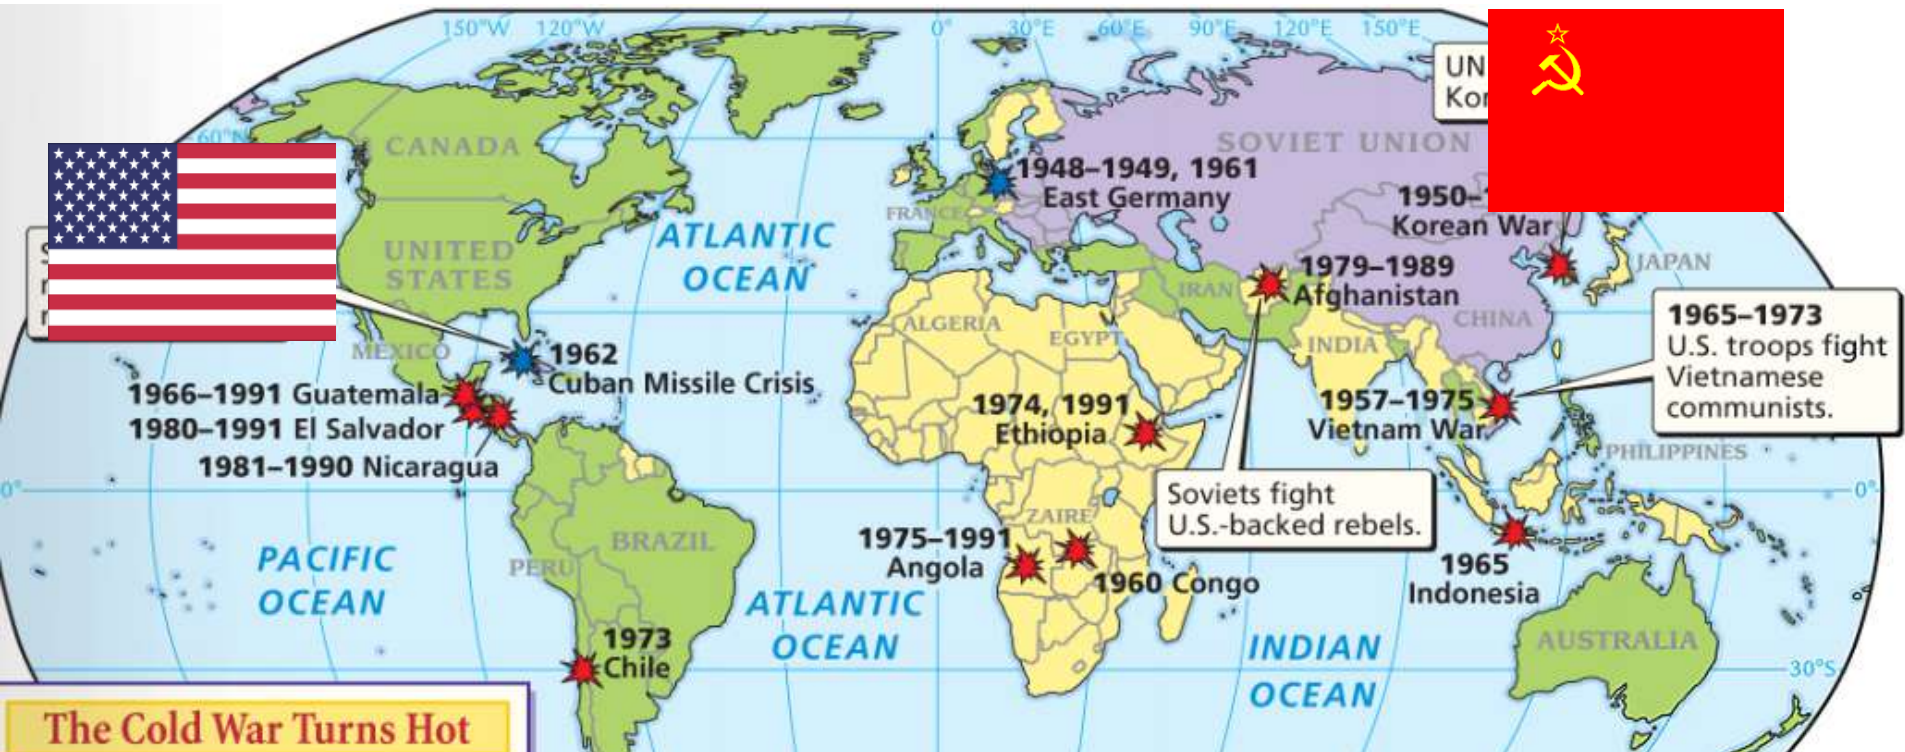 150°W
120°W
0°
30°E
60°E
90°E
120°E
150°E
UN
60°N
CANADA
SOVIET UNION
1948–1949, 1961
East Germany
1950–
Korean War
FRANCE
ATLANTIC
OCEAN
UNITED
STATES
JAPAN
1979–1989
Afghanistan
IRAN
CHINA
ALGERIA
EGYPT
INDIA
1965–1973
U.S. troops fight
Vietnamese
communists.
MEXICO
1962
Cuban Missile Crisis
1966–1991 Guatemala
1980–1991 El Salvador
1981–1990 Nicaragua
1974, 1991
Ethiopia
1957–1975
Vietnam War
PHILIPPINES
0°
0°
Soviets fight
U.S.-backed rebels.
ZAIRE
BRAZIL
PERU
PACIFIC
OCEAN
1975–1991
Angola
1960 Congo
1965
Indonesia
ATLANTIC
OCEAN
INDIAN
OCEAN
AUSTRALIA
1973
Chile
30°S
The Cold War Turns Hot